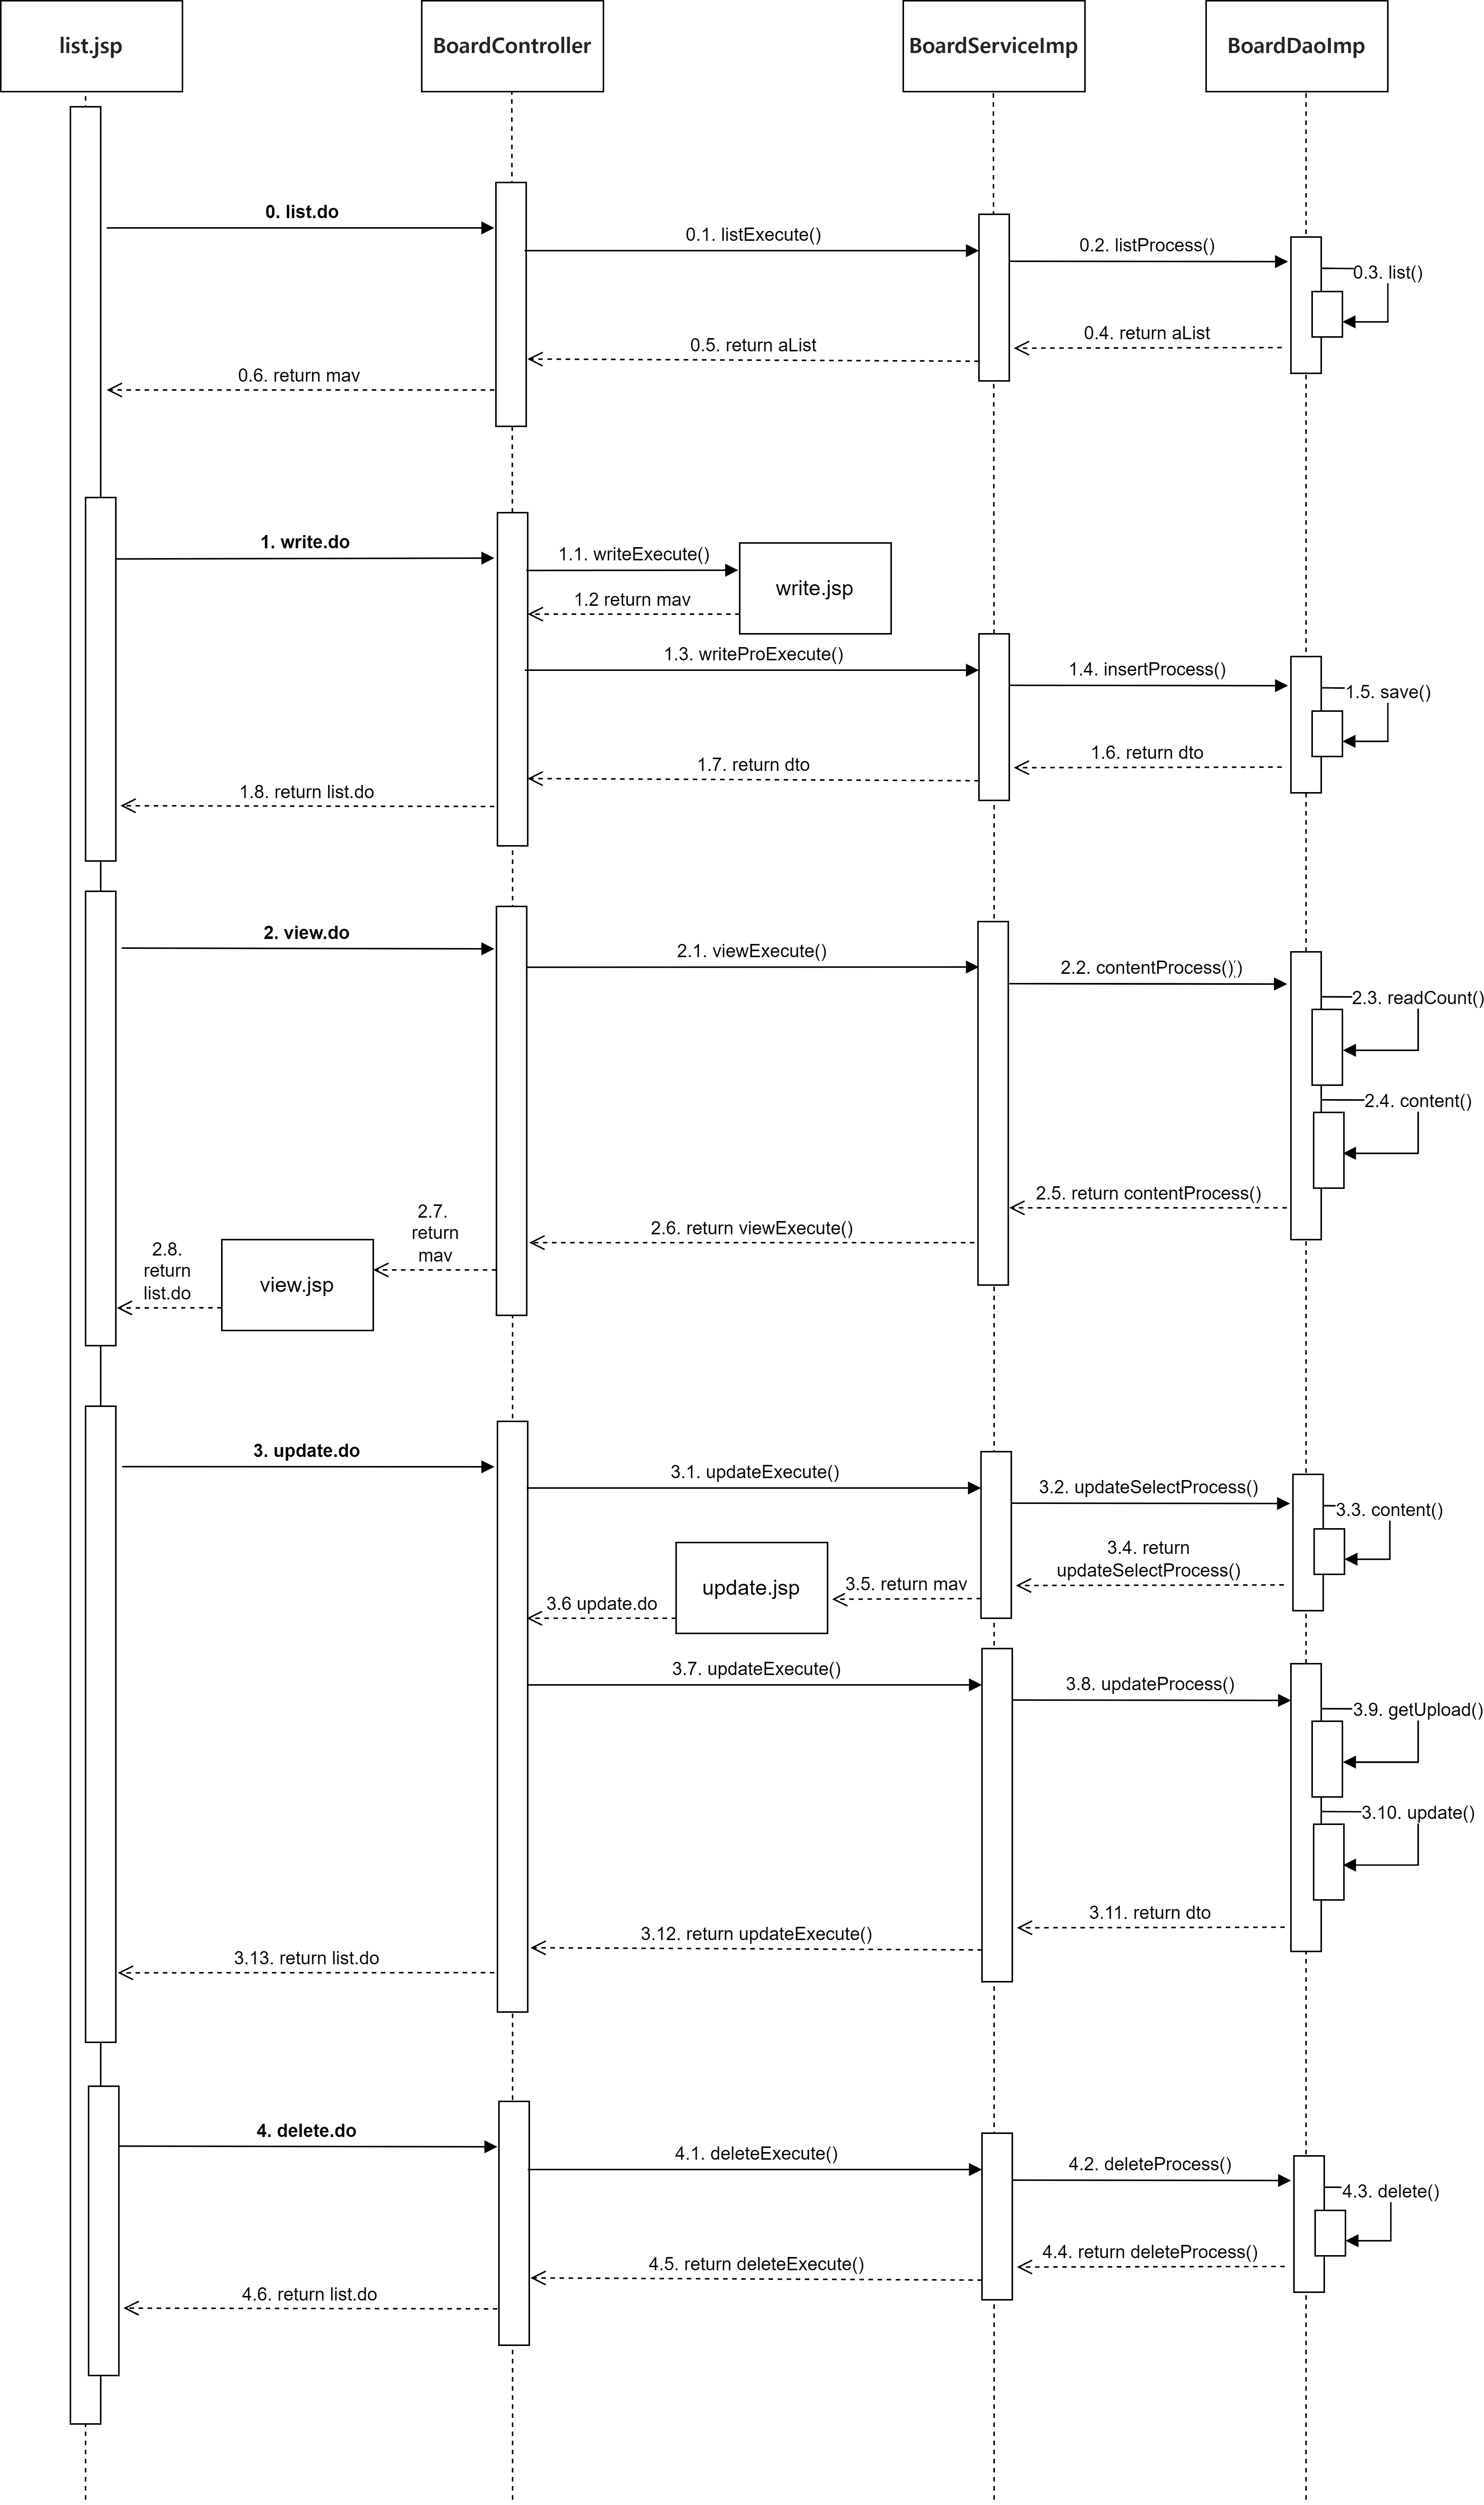 list.jsp
BoardController
BoardServiceImp
BoardDaoImp
0. list.do
0.1. listExecute()
0.2. listProcess()
0.3. list()
0.4. return aList
0.5. return aList
0.6. return mav
1. write.do
1.1. writeExecute()
write.jsp
1.2 return mav
1.3. writeProExecute()
1.4. insertProcess()
1.5. save()
1.6. return dto
1.7. return dto
1.8. return list.do
2. view.do
2.1. viewExecute()
2.2. contentProcess())
2.3. readCount()
2.4. content()
2.5. return contentProcess()
2.6. return viewExecute()
2.7.
return
mav
view.jsp
2.8.
return
list.do
3. update.do
3.1. updateExecute()
3.2. updateSelectProcess()
3.3. content()
3.4. return
updateSelectProcess()
3.5. return mav
update.jsp
3.6 update.do
3.7. updateExecute()
3.8. updateProcess()
3.9. getUpload()
3.10. update()
3.11. return dto
3.12. return updateExecute()
3.13. return list.do
4. delete.do
4.1. deleteExecute()
4.2. deleteProcess()
4.3. delete()
4.4. return deleteProcess()
4.5. return deleteExecute()
4.6. return list.do